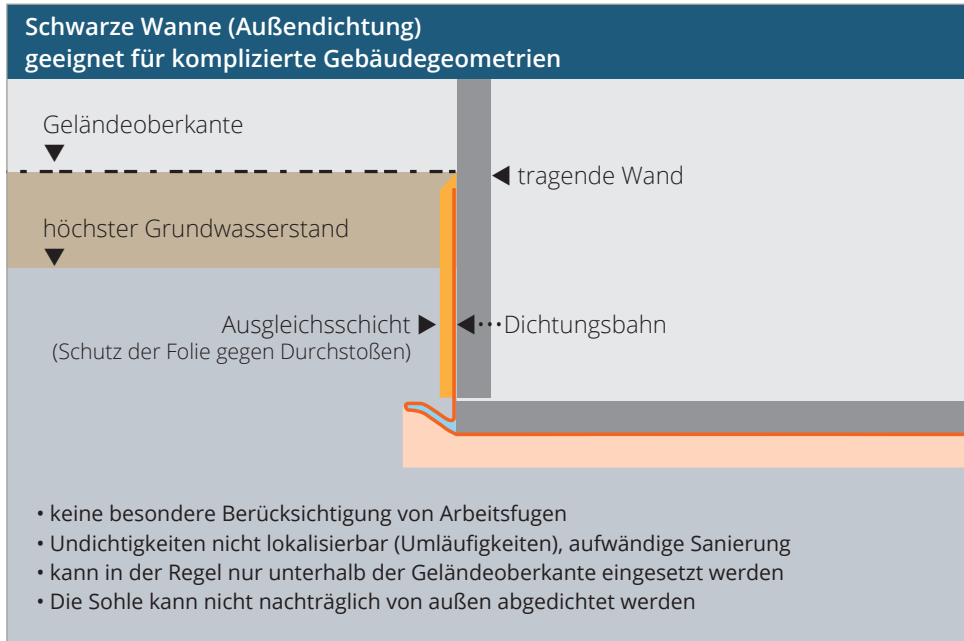 Schwarze Wanne (Außendichtung)
geeignet für komplizierte Gebäudegeometrien
Geländeoberkante
tragende Wand
höchster Grundwasserstand
Ausgleichsschicht
(Schutz der Folie gegen Durchstoßen)
Dichtungsbahn
• keine besondere Berücksichtigung von Arbeitsfugen
• Undichtigkeiten nicht lokalisierbar (Umläufigkeiten), aufwändige Sanierung
• kann in der Regel nur unterhalb der Geländeoberkante eingesetzt werden
• Die Sohle kann nicht nachträglich von außen abgedichtet werden